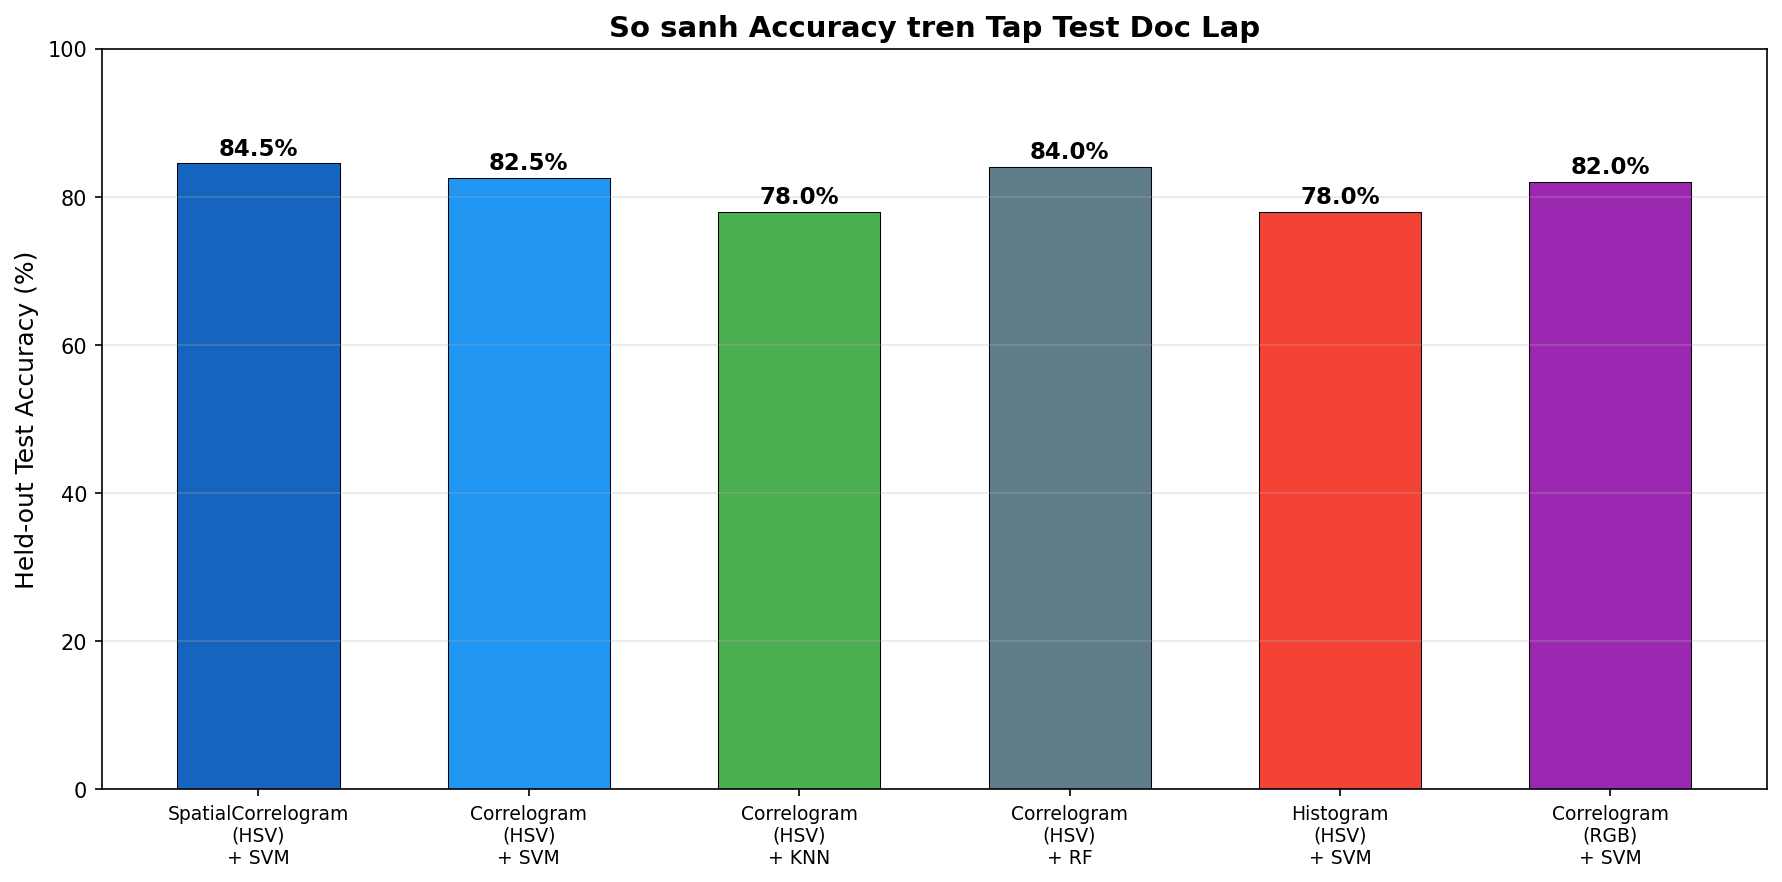 So sanh Accuracy tren Tap Test Doc Lap
Held-out Test Accuracy (%)
100
80
60
40
20
0
84.5%
82.5%
78.0%
84.0%
78.0%
82.0%
SpatialCorrelogram
(HSV)
+ SVM
Correlogram
(HSV)
+ SVM
Correlogram
(HSV)
+ KNN
Correlogram
(HSV)
+ RF
Histogram
(HSV)
+ SVM
Correlogram
(RGB)
+ SVM